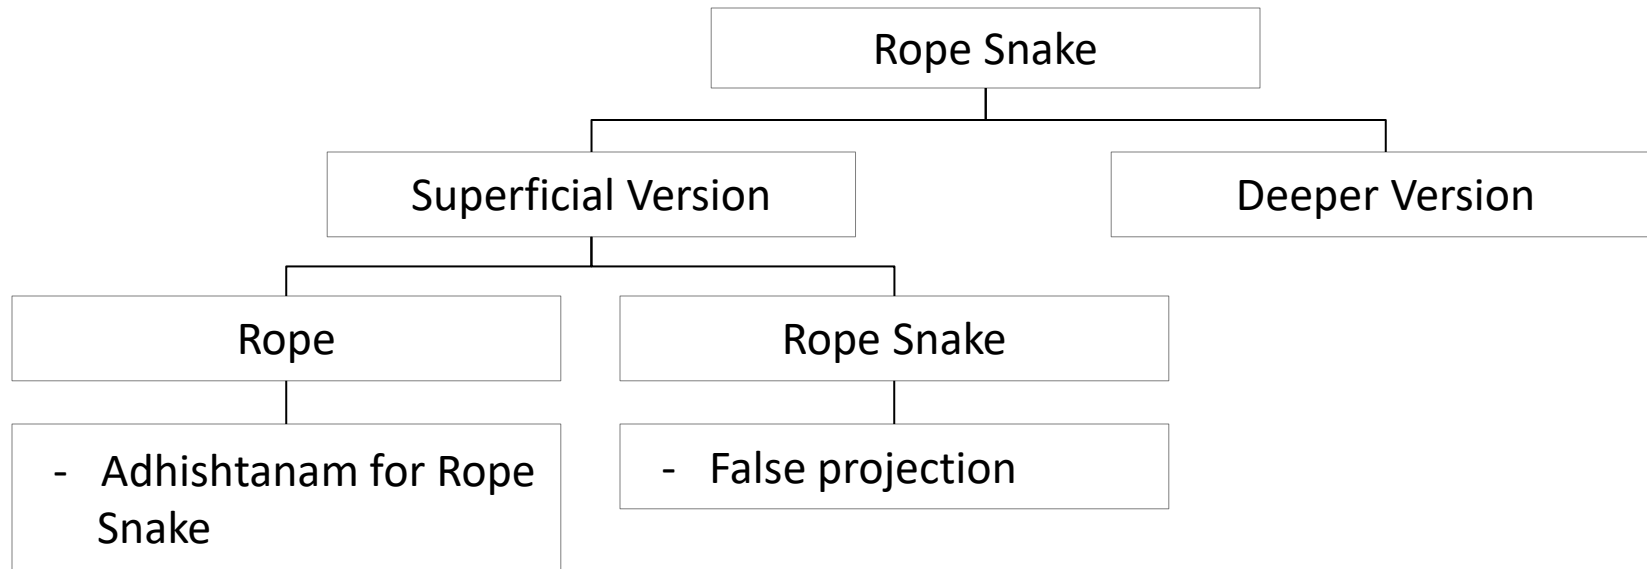 Rope Snake
Superficial Version
Deeper Version
Rope
Rope Snake
- Adhishtanam for Rope
Snake
- False projection